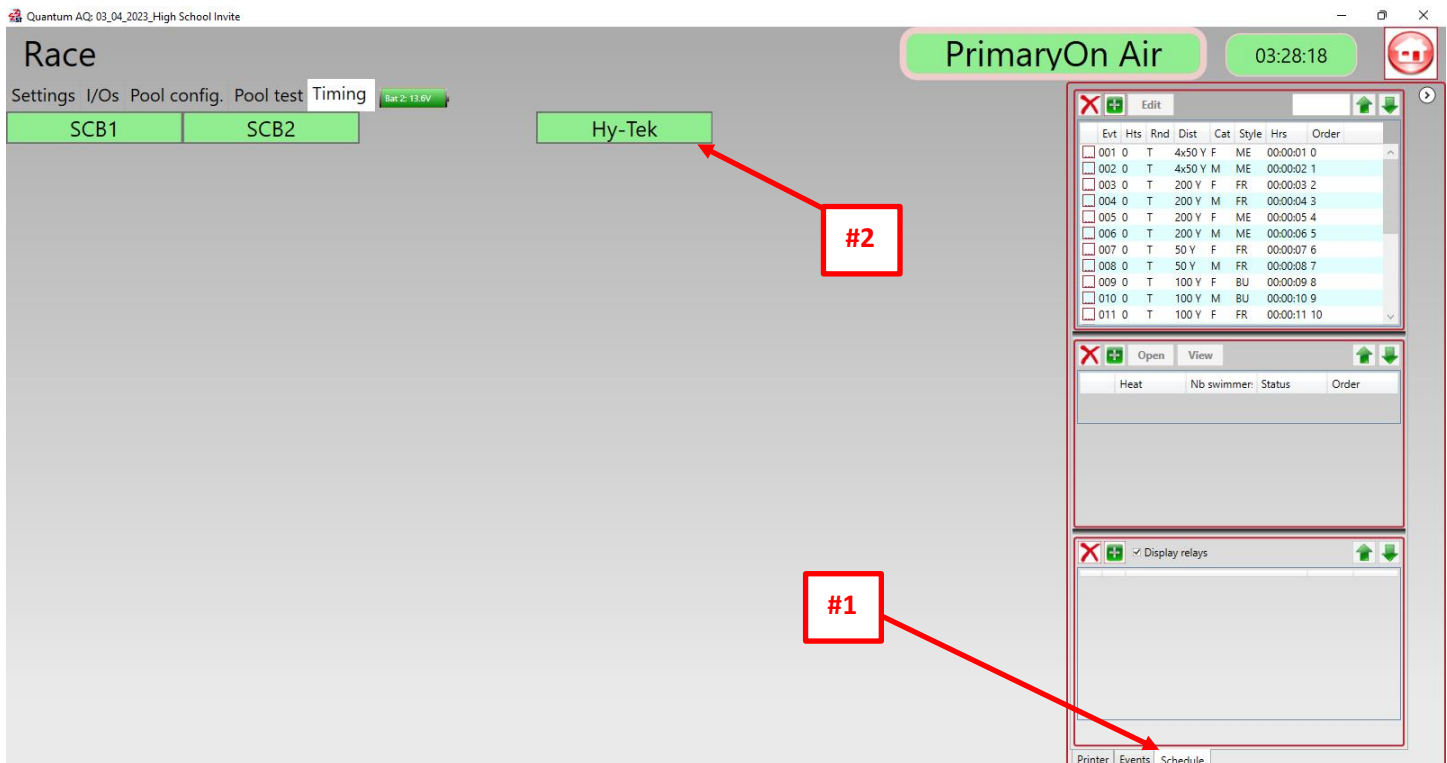 Quantum AQ: 03_04_2023_High School Invite
Race
PrimaryOn Air
03:28:18
Settings I/Os Pool config. Pool test Timing Bat 2: 13.6V
SCB1 SCB2 Hy-Tek
#2
#1
Edit
Evt Hts Rnd Dist Cat Style Hrs Order
001 0 T 4x50 Y F ME 00:00:01 0
002 0 T 4x50 Y M ME 00:00:02 1
003 0 T 200 Y F FR 00:00:03 2
004 0 T 200 Y M FR 00:00:04 3
005 0 T 200 Y F ME 00:00:05 4
006 0 T 200 Y M ME 00:00:06 5
007 0 T 50 Y F FR 00:00:07 6
008 0 T 50 Y M FR 00:00:08 7
009 0 T 100 Y F BU 00:00:09 8
010 0 T 100 Y M BU 00:00:10 9
011 0 T 100 Y F FR 00:00:11 10
Open View
Heat Nb swimmer: Status Order
Display relays
Printer Events Schedule